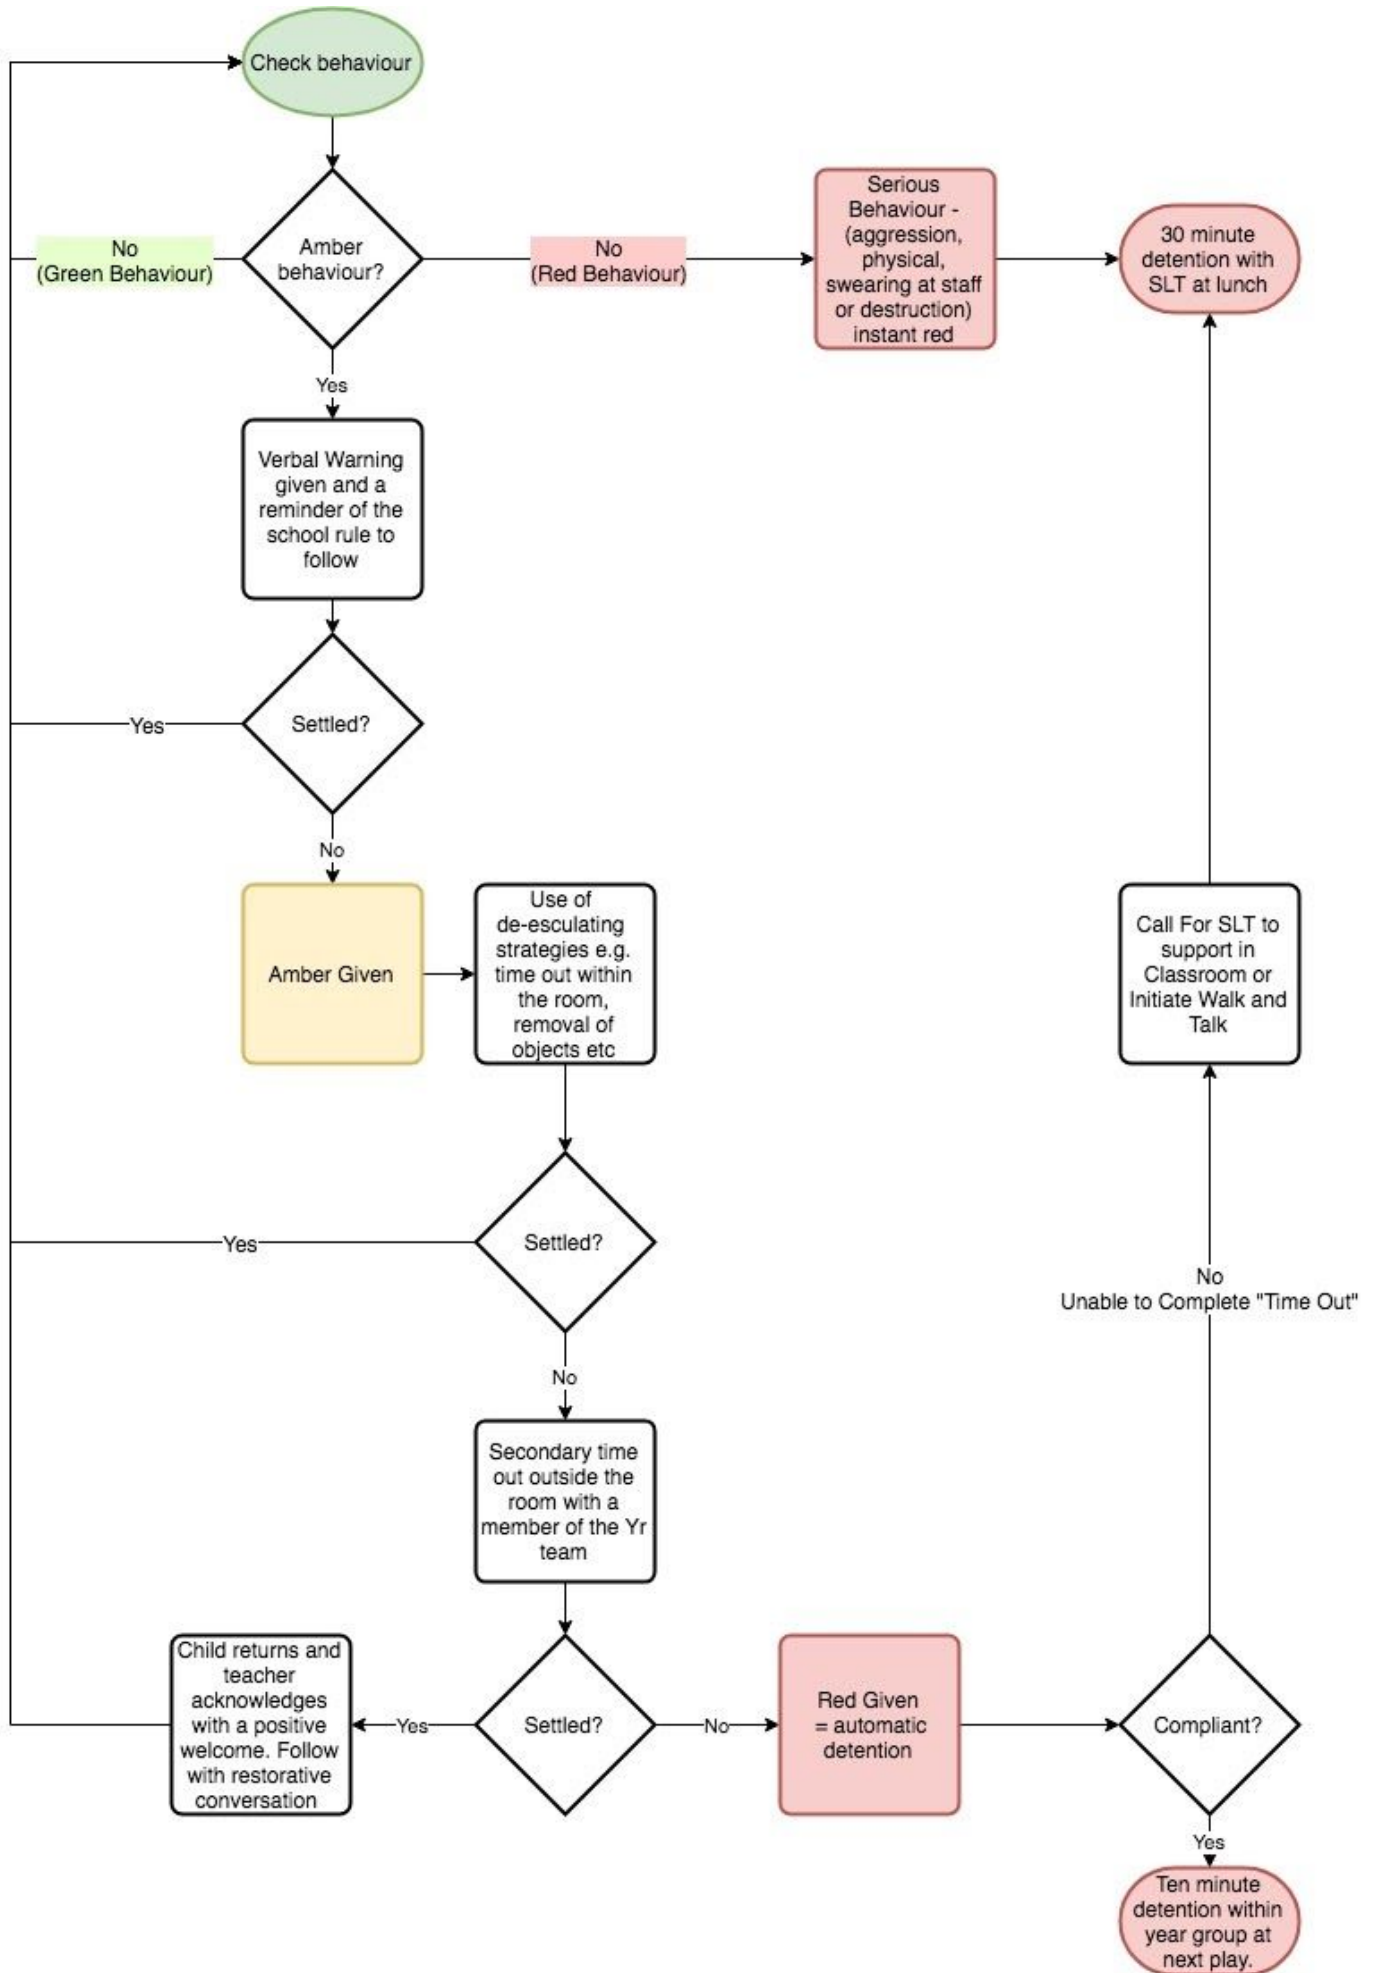 Check behaviour
No
(Green Behaviour)
Amber
behaviour?
No
(Red Behaviour)
Serious
Behaviour -
(aggression,
physical,
swearing at staff
or destruction)
instant red
30 minute
detention with
SLT at lunch
Yes
Verbal Warning
given and a
reminder of the
school rule to
follow
Yes
Settled?
No
Amber Given
Use of
de-esculating
strategies e.g.
time out within
the room,
removal of
objects etc
Call For SLT to
support in
Classroom or
Initiate Walk and
Talk
Yes
Settled?
No
Unable to Complete "Time Out"
No
Secondary time
out outside the
room with a
member of the Yr
team
Child returns and
teacher
acknowledges
with a positive
welcome. Follow
with restorative
conversation
Yes
Settled?
No
Red Given
= automatic
detention
Compliant?
Yes
Ten minute
detention within
year group at
next play.